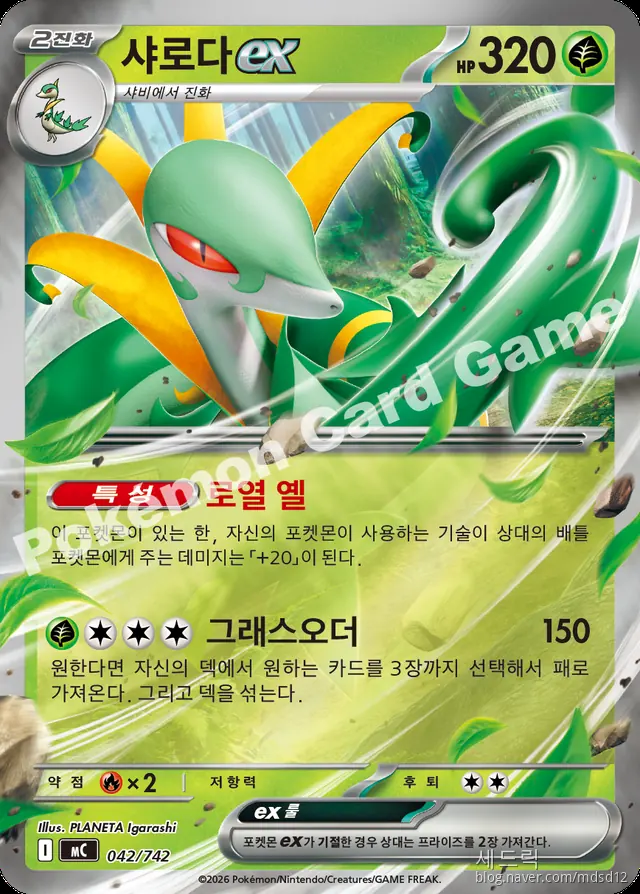 2진화 샤로다 ex HP 320
샤비에서 진화
Pokémon Card Game
특성 로열 옐
이 포켓몬이 있는 한, 자신의 포켓몬이 사용하는 기술이 상대의 배틀
포켓몬에게 주는 데미지는 「+20」이 된다.
그래스오더 150
원한다면 자신의 덱에서 원하는 카드를 3장까지 선택해서 패로
가져온다. 그리고 덱을 섞는다.
약점 ×2 저항력 후퇴
ex 룰
포켓몬 ex가 기절한 경우 상대는 프라이즈를 2장 가져간다.
Illus. PLANETA Igarashi
I MC 042/742
©2026 Pokémon/Nintendo/Creatures/GAME FREAK.
세드릭
blog.naver.com/mdsd12